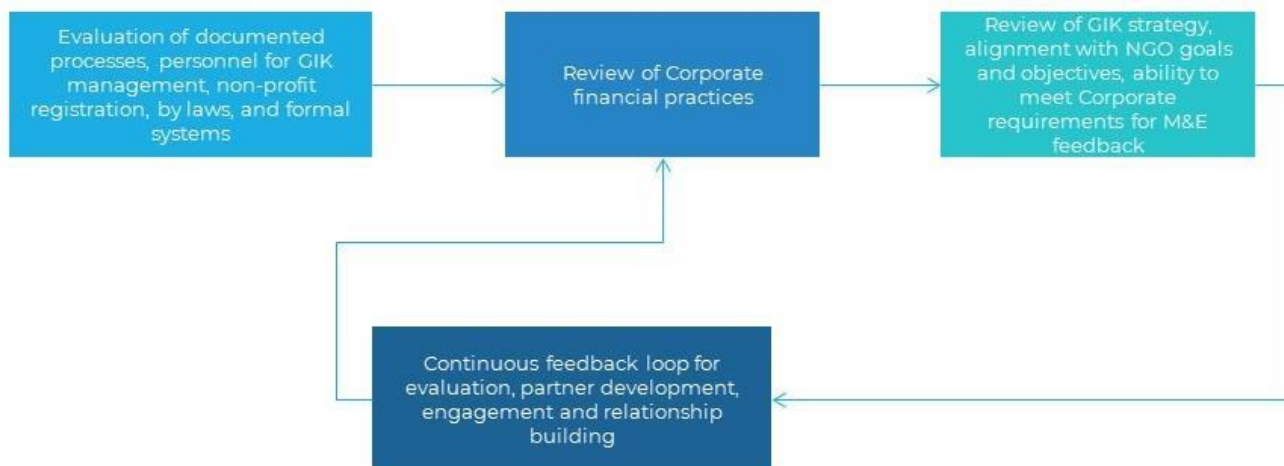 Evaluation of documented
processes, personnel for GIK
management, non-profit
registration, by laws, and formal
systems
Review of Corporate
financial practices
Review of GIK strategy,
alignment with NGO goals
and objectives, ability to
meet Corporate
requirements for M&E
feedback
Continuous feedback loop for
evaluation, partner development,
engagement and relationship
building